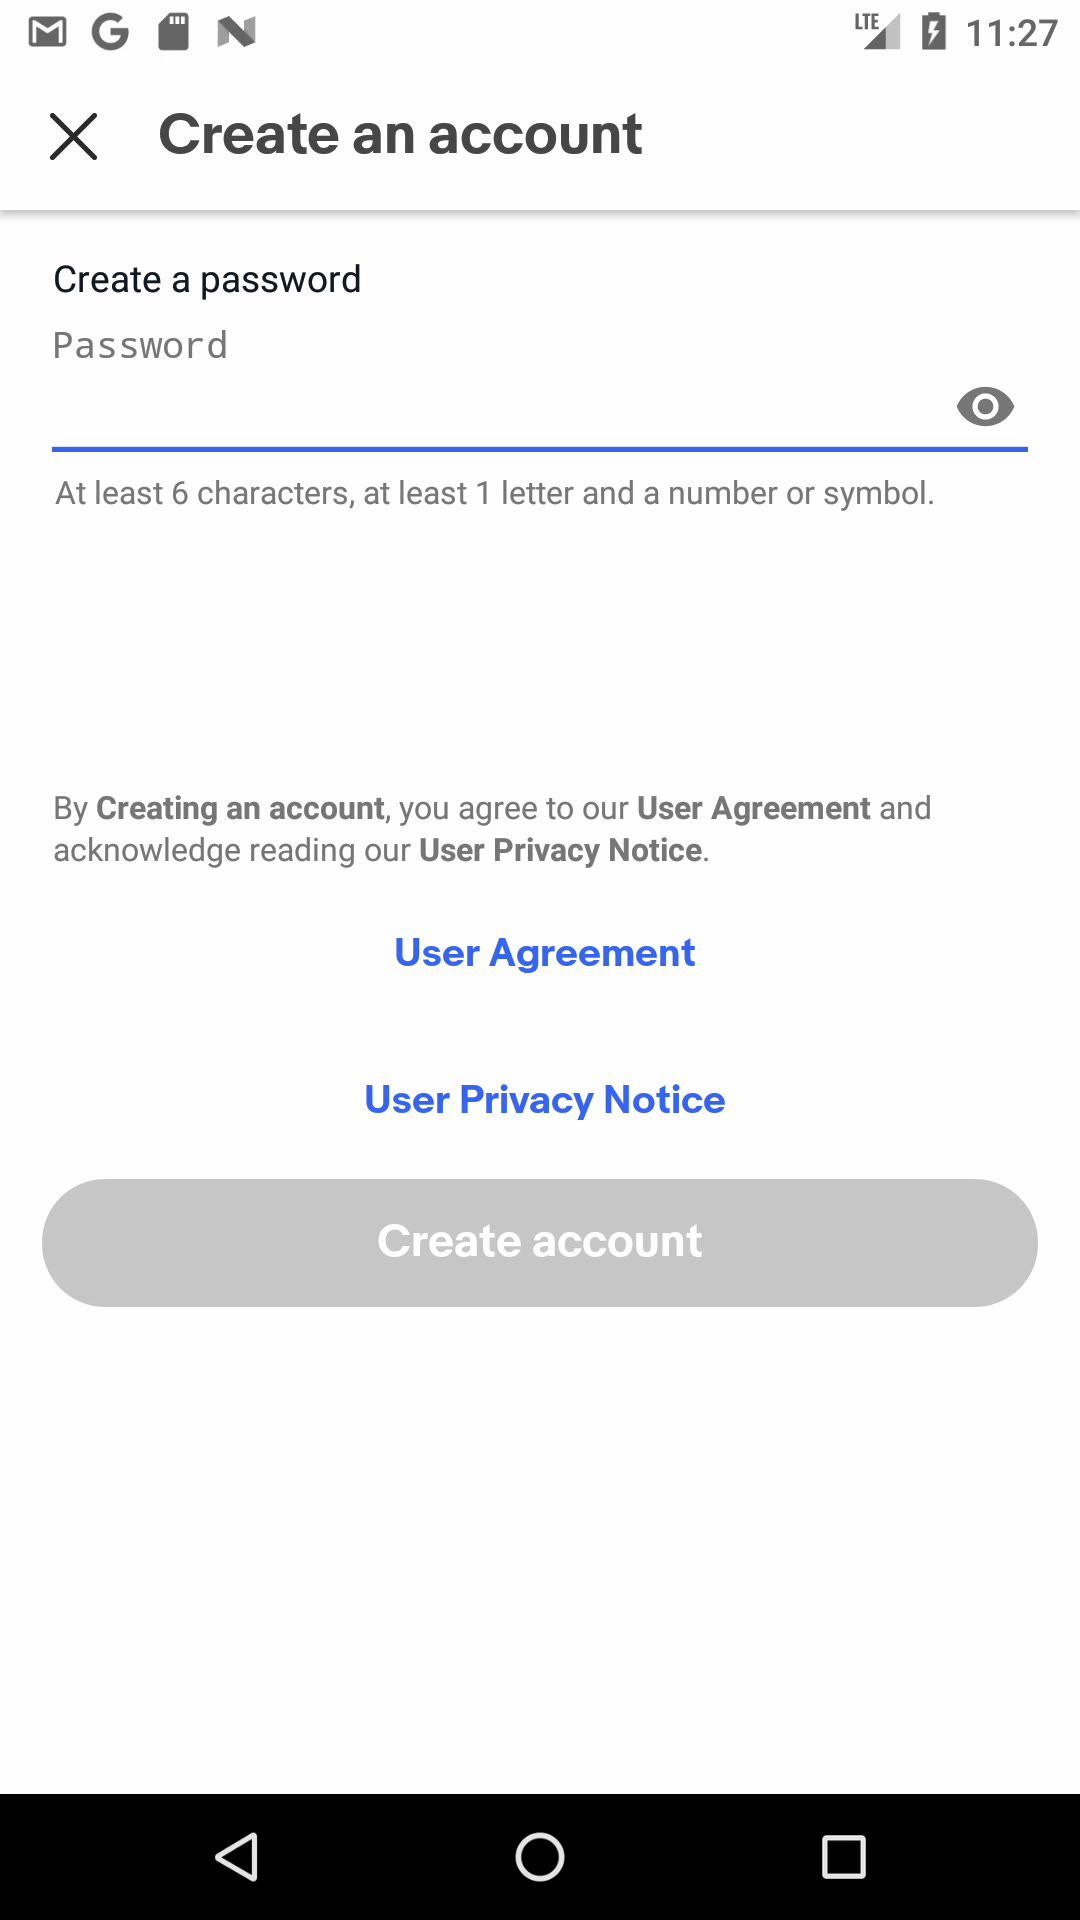 LTE 11:27
Create an account
Create a password
Password
At least 6 characters, at least 1 letter and a number or symbol.
By Creating an account, you agree to our User Agreement and
acknowledge reading our User Privacy Notice.
User Agreement
User Privacy Notice
Create account